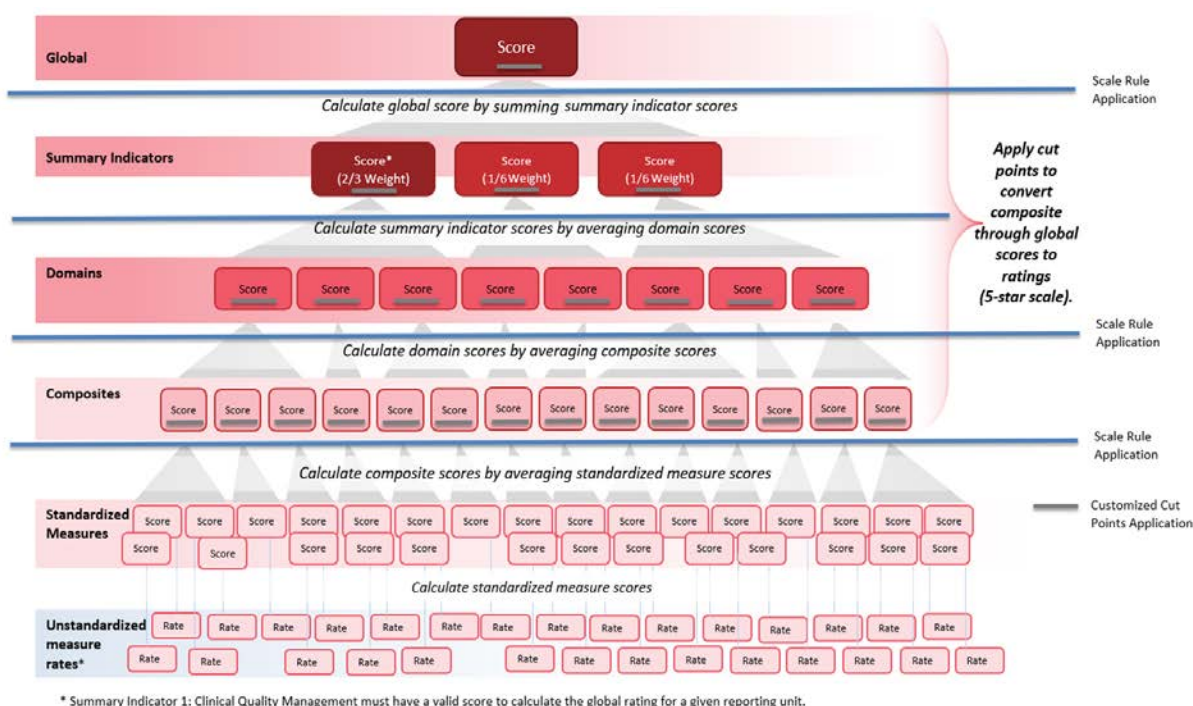 Global
Score
Scale Rule
Application
Calculate global score by summing summary indicator scores
Summary Indicators
Score* Score Score
(2/3 Weight) (1/6 Weight) (1/6 Weight)
Apply cut
points to
convert
composite
through global
scores to
ratings
(5-star scale).
Calculate summary indicator scores by averaging domain scores
Domains
Score Score Score Score Score Score Score Score
Scale Rule
Application
Calculate domain scores by averaging composite scores
Composites
Score Score Score Score Score Score Score Score Score Score Score Score Score Score
Scale Rule
Application
Calculate composite scores by averaging standardized measure scores
Standardized
Measures
Score Score Score Score Score Score Score Score Score Score Score Score Score Score Score Score
Score Score Score Score Score Score Score Score Score Score Score Score Score
Customized Cut
Points Application
Calculate standardized measure scores
Unstandardized
measure
rates*
Rate Rate Rate Rate Rate Rate Rate Rate Rate Rate Rate Rate Rate Rate Rate
Rate Rate Rate Rate Rate Rate Rate Rate Rate Rate Rate Rate Rate Rate
* Summary Indicator 1: Clinical Quality Management must have a valid score to calculate the global rating for a given reporting unit.